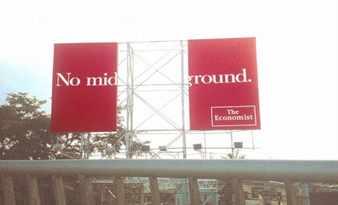 No mid ground.
The
Economist